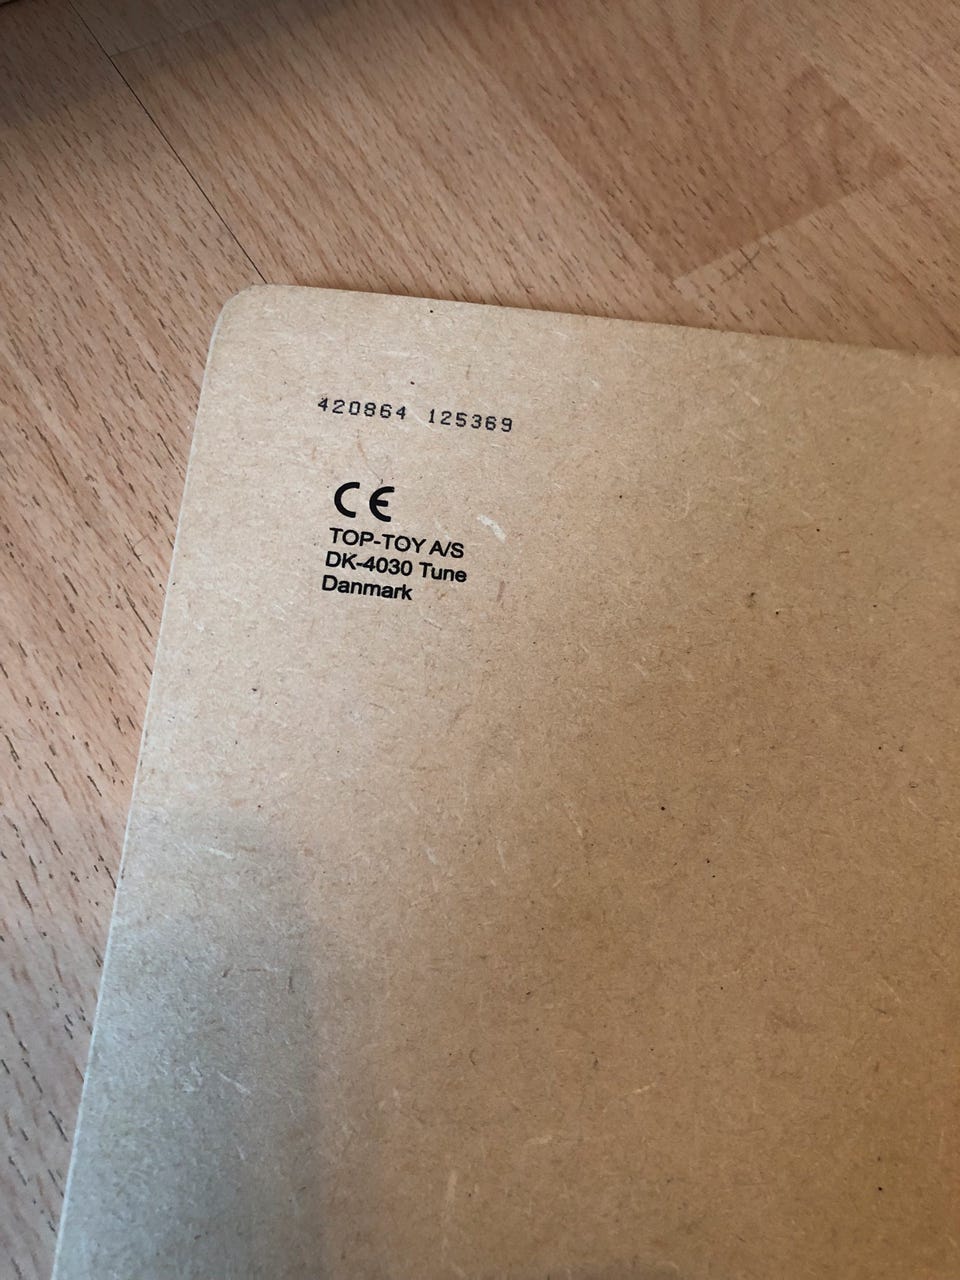 420864 125369
CE
TOP-TOY A/S
DK-4030 Tune
Danmark